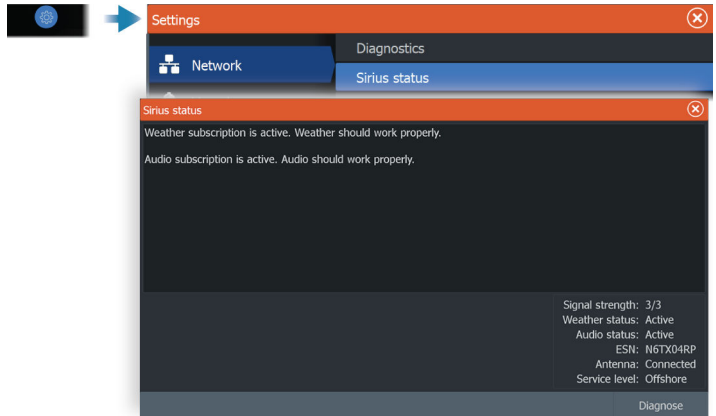 Settings
Network
Diagnostics
Sirius status
Sirius status
Weather subscription is active. Weather should work properly.
Audio subscription is active. Audio should work properly.
Signal strength: 3/3
Weather status: Active
Audio status: Active
ESN: N6TX04RP
Antenna: Connected
Service level: Offshore
Diagnose